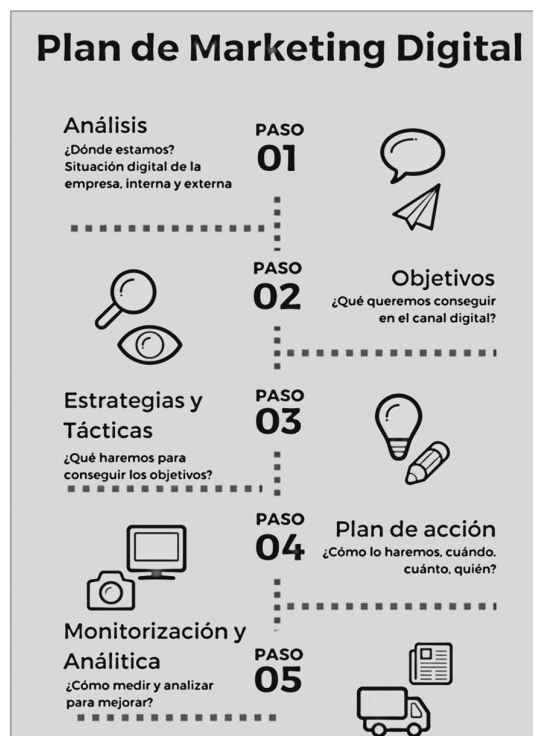 Plan de Marketing Digital
Análisis
¿Dónde estamos?
Situación digital de la
empresa, interna y externa
PASO
01
PASO
02
Objetivos
¿Qué queremos conseguir
en el canal digital?
Estrategias y
Tácticas
¿Qué haremos para
conseguir los objetivos?
PASO
03
PASO
04
Plan de acción
¿Cómo lo haremos, cuándo.
cuánto, quién?
Monitorización y
Análitica
¿Cómo medir y analizar
para mejorar?
PASO
05